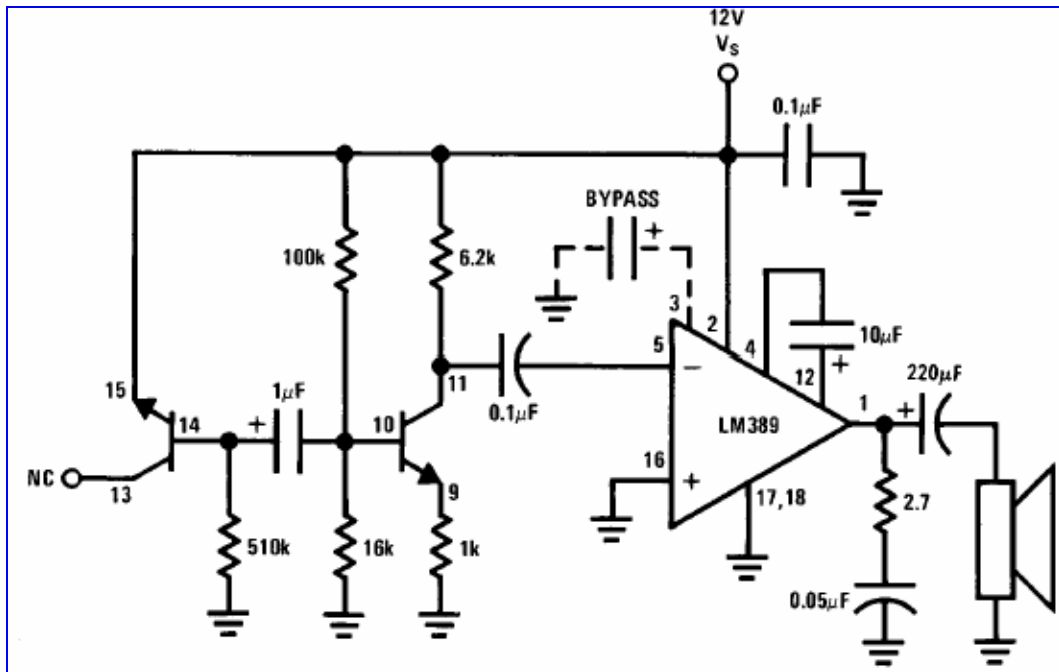 12V
V_S
0.1µF
BYPASS
+
100k
6.2k
3
2
4
10µF
+
12
5
−
15
11
1µF
+
14
10
0.1µF
220µF
+
1
LM389
NC
13
9
16
+
17,18
2.7
510k
16k
1k
0.05µF